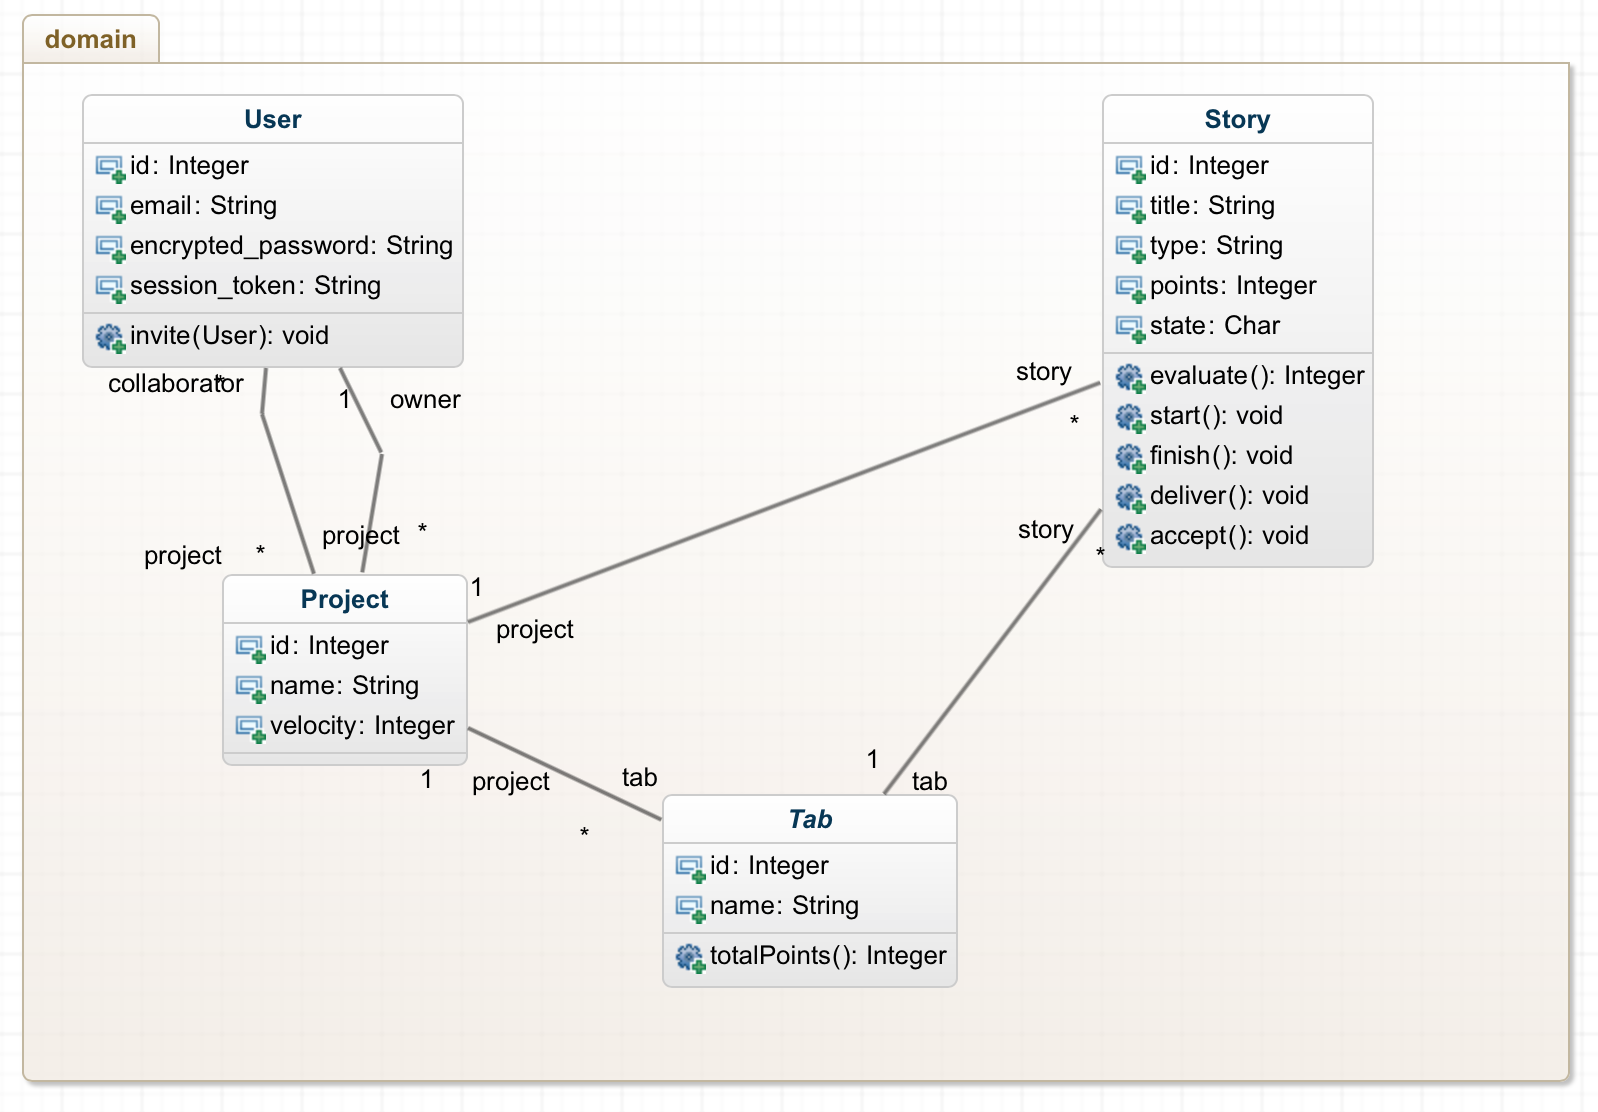 domain
User
id: Integer
email: String
encrypted_password: String
session_token: String
invite(User): void
collaborator
*
1
owner
project
*
project
*
Story
id: Integer
title: String
type: String
points: Integer
state: Char
evaluate(): Integer
start(): void
finish(): void
deliver(): void
accept(): void
story
*
story
*
Project
id: Integer
name: String
velocity: Integer
1
project
1
project
tab
*
1
tab
Tab
id: Integer
name: String
totalPoints(): Integer